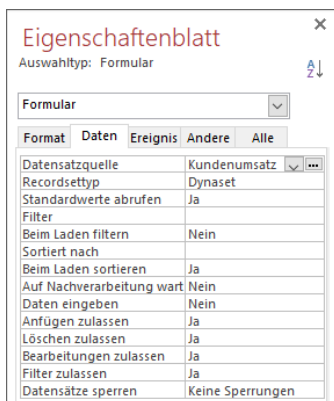 Eigenschaftenblatt
Auswahltyp: Formular
Formular
Format Daten Ereignis Andere Alle
Datensatzquelle Kundenumsatz
Recordsettyp Dynaset
Standardwerte abrufen Ja
Filter
Beim Laden filtern Nein
Sortiert nach
Beim Laden sortieren Ja
Auf Nachverarbeitung wart Nein
Daten eingeben Nein
Anfügen zulassen Ja
Löschen zulassen Ja
Bearbeitungen zulassen Ja
Filter zulassen Ja
Datensätze sperren Keine Sperrungen